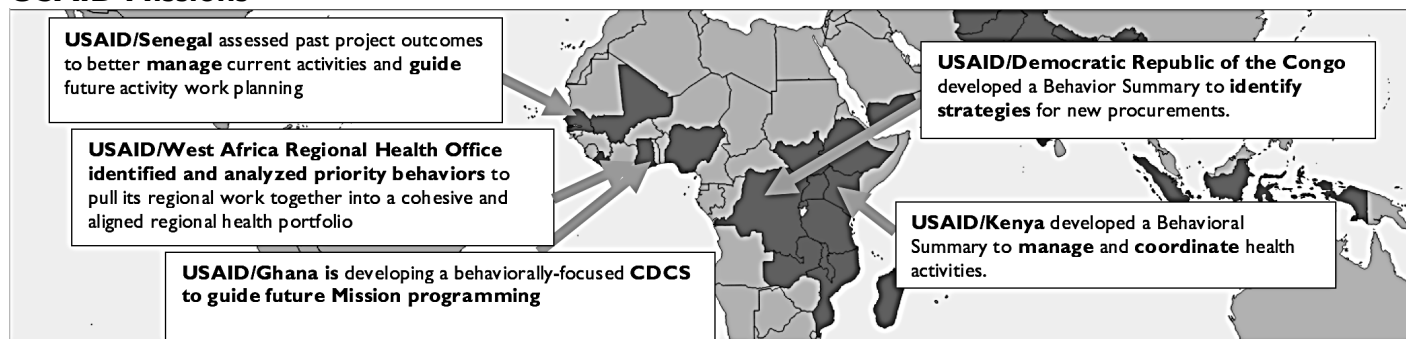 USAID Missions
USAID/Senegal assessed past project outcomes
to better manage current activities and guide
future activity work planning
USAID/West Africa Regional Health Office
identified and analyzed priority behaviors to
pull its regional work together into a cohesive and
aligned regional health portfolio
USAID/Ghana is developing a behaviorally-focused CDCS
to guide future Mission programming
USAID/Democratic Republic of the Congo
developed a Behavior Summary to identify
strategies for new procurements.
USAID/Kenya developed a Behavioral
Summary to manage and coordinate health
activities.